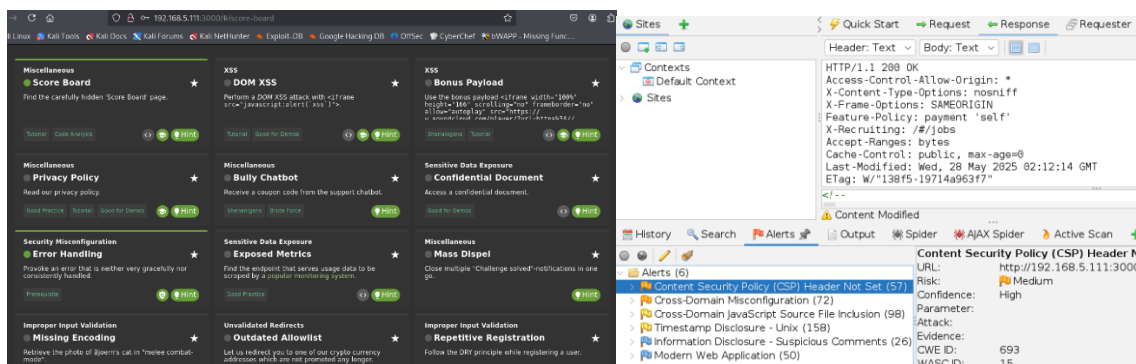 192.168.5.111:3000/#/score-board
Kali Tools
Kali Docs
Kali Forums
Kali NetHunter
Exploit-DB
Google Hacking DB
OffSec
CyberChef
bWAPP - Missing Func...
Miscellaneous
Score Board
Find the carefully hidden 'Score Board' page.
Tutorial
Code Analysis
Hint
XSS
DOM XSS
Perform a DOM XSS attack with <iframe
src="javascript:alert(`xss`)">.
Tutorial
Good for Demos
Hint
XSS
Bonus Payload
Use the bonus payload <iframe width="100%"
height="166" scrolling="no" frameborder="no"
allow="autoplay" src="https://
Shenanigans
Tutorial
Hint
Miscellaneous
Privacy Policy
Read our privacy policy.
Good Practice
Tutorial
Good for Demos
Hint
Miscellaneous
Bully Chatbot
Receive a coupon code from the support chatbot.
Shenanigans
Brute Force
Hint
Sensitive Data Exposure
Confidential Document
Access a confidential document.
Good for Demos
Hint
Security Misconfiguration
Error Handling
Provoke an error that is neither very gracefully nor
consistently handled.
Prerequisite
Hint
Sensitive Data Exposure
Exposed Metrics
Find the endpoint that serves usage data to be
scraped by a popular monitoring system.
Good Practice
Hint
Miscellaneous
Mass Dispel
Close multiple "Challenge solved"-notifications in one
go.
Hint
Improper Input Validation
Missing Encoding
Retrieve the photo of Bjoern's cat in "melee combat-
mode".
Unvalidated Redirects
Outdated Allowlist
Let us redirect you to one of our crypto currency
addresses which are not promoted any longer.
Improper Input Validation
Repetitive Registration
Follow the DRY principle while registering a user.
Sites
Contexts
Default Context
Sites
Quick Start
Request
Response
Requester
Header: Text
Body: Text
HTTP/1.1 200 OK
Access-Control-Allow-Origin: *
X-Content-Type-Options: nosniff
X-Frame-Options: SAMEORIGIN
Feature-Policy: payment 'self'
X-Recruiting: /#/jobs
Accept-Ranges: bytes
Cache-Control: public, max-age=0
Last-Modified: Wed, 28 May 2025 02:12:14 GMT
ETag: W/"138f5-19714a963f7"
<!--
Content Modified
History
Search
Alerts
Output
Spider
AJAX Spider
Active Scan
Alerts (6)
Content Security Policy (CSP) Header Not Set (57)
Cross-Domain Misconfiguration (72)
Cross-Domain JavaScript Source File Inclusion (98)
Timestamp Disclosure - Unix (158)
Information Disclosure - Suspicious Comments (26)
Modern Web Application (50)
Content Security Policy (CSP) Header N
URL: http://192.168.5.111:3000
Risk: Medium
Confidence: High
Parameter:
Attack:
Evidence:
CWE ID: 693
WASC ID: 15